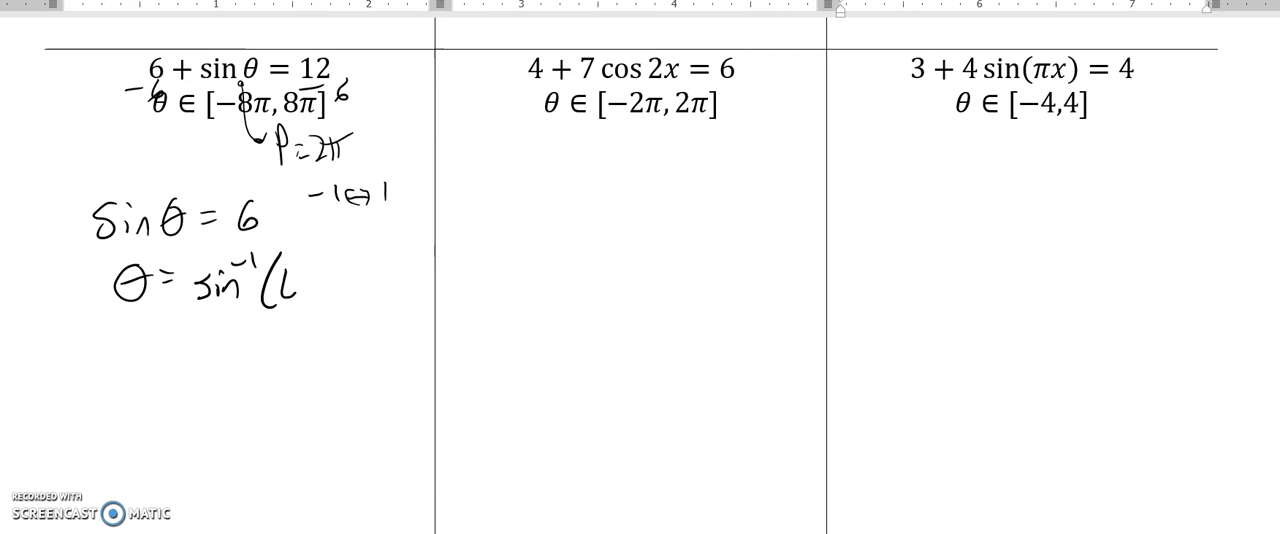 1 2 3 4 6 7
6 + sin θ = 12
−6 −6
θ ∈ [−8π, 8π]
P = 2π
−1 ↔ 1
sin θ = 6
θ = sin⁻¹(
4 + 7 cos 2x = 6
θ ∈ [−2π, 2π]
3 + 4 sin(πx) = 4
θ ∈ [−4,4]
RECORDED WITH
SCREENCAST MATIC